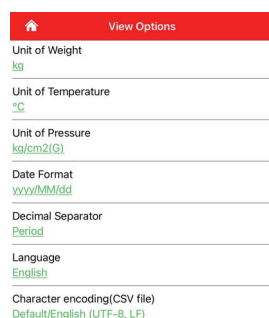 View Options
Unit of Weight
kg
Unit of Temperature
°C
Unit of Pressure
kg/cm2(G)
Date Format
yyyy/MM/dd
Decimal Separator
Period
Language
English
Character encoding(CSV file)
Default/English (UTF-8, LF)